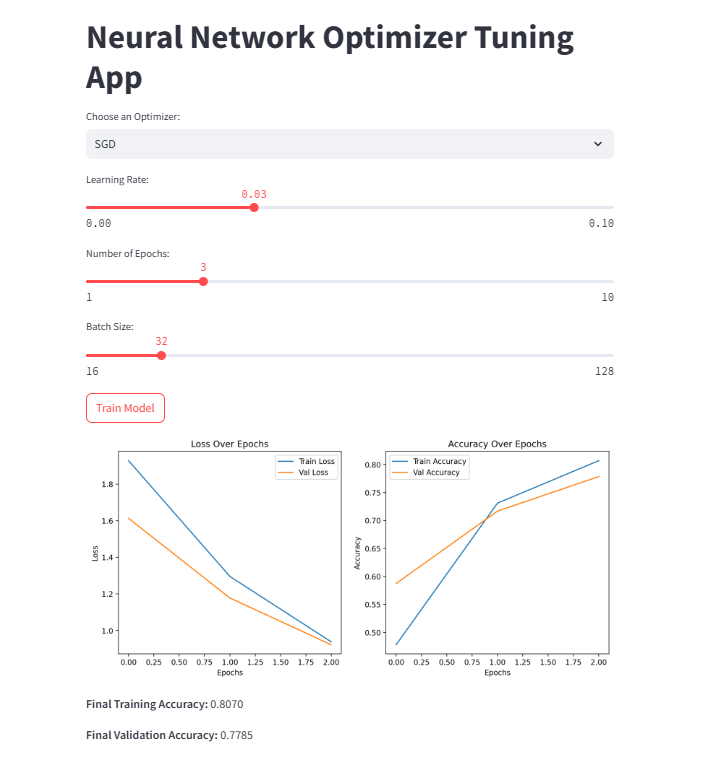 Neural Network Optimizer Tuning
App
Choose an Optimizer:
SGD
Learning Rate:
0.03
0.00 0.10
Number of Epochs:
3
1 10
Batch Size:
32
16 128
Train Model
Loss Over Epochs
Train Loss
Val Loss
Loss
1.8
1.6
1.4
1.2
1.0
0.00 0.25 0.50 0.75 1.00 1.25 1.50 1.75 2.00
Epochs
Accuracy Over Epochs
Train Accuracy
Val Accuracy
Accuracy
0.80
0.75
0.70
0.65
0.60
0.55
0.50
0.00 0.25 0.50 0.75 1.00 1.25 1.50 1.75 2.00
Epochs
Final Training Accuracy: 0.8070
Final Validation Accuracy: 0.7785